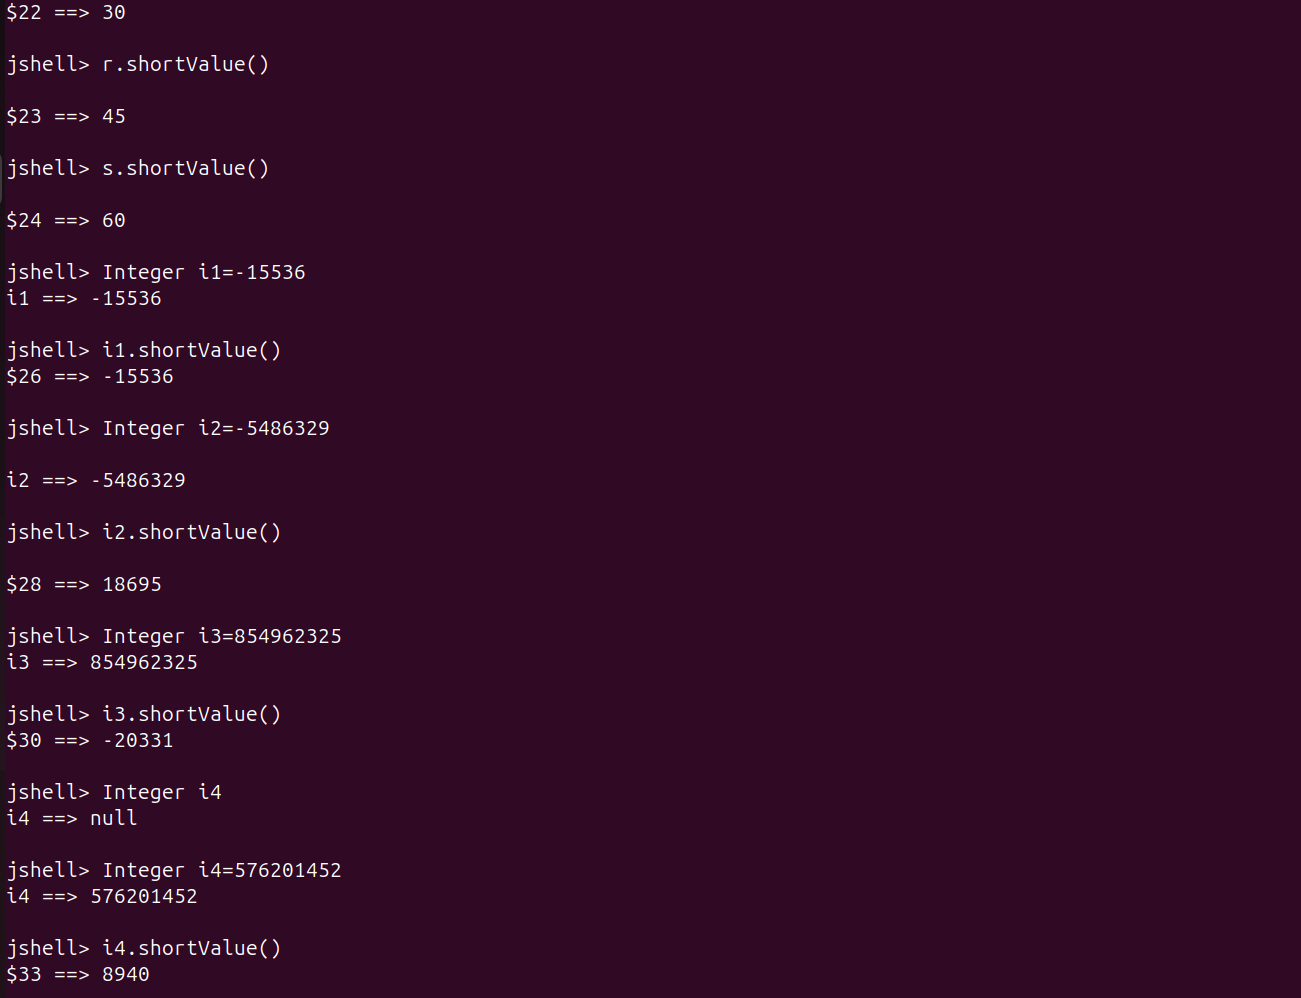 $22 ==> 30
jshell> r.shortValue()
$23 ==> 45
jshell> s.shortValue()
$24 ==> 60
jshell> Integer i1=-15536
i1 ==> -15536
jshell> i1.shortValue()
$26 ==> -15536
jshell> Integer i2=-5486329
i2 ==> -5486329
jshell> i2.shortValue()
$28 ==> 18695
jshell> Integer i3=854962325
i3 ==> 854962325
jshell> i3.shortValue()
$30 ==> -20331
jshell> Integer i4
i4 ==> null
jshell> Integer i4=576201452
i4 ==> 576201452
jshell> i4.shortValue()
$33 ==> 8940